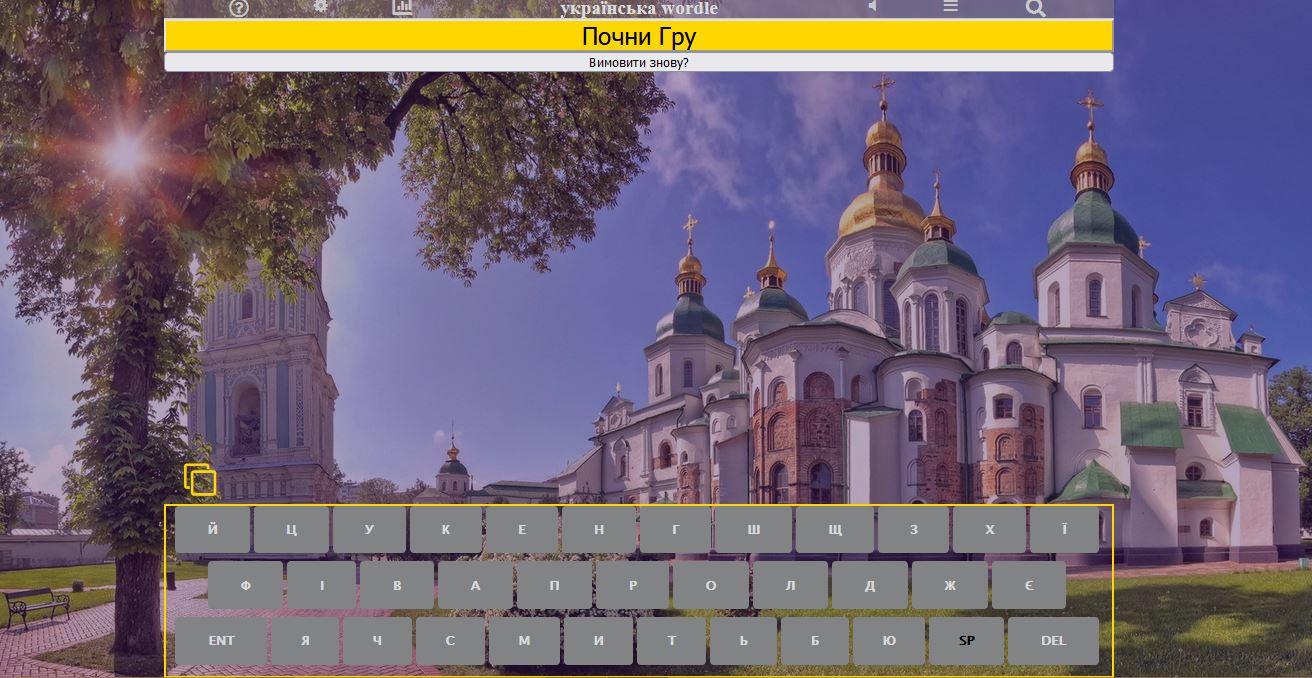 українська wordle
Почни Гру
Вимовити знову?
Й Ц У К Е Н Г Ш Щ З Х Ї
Ф І В А П Р О Л Д Ж Є
ENT Я Ч С М И Т Ь Б Ю SP DEL